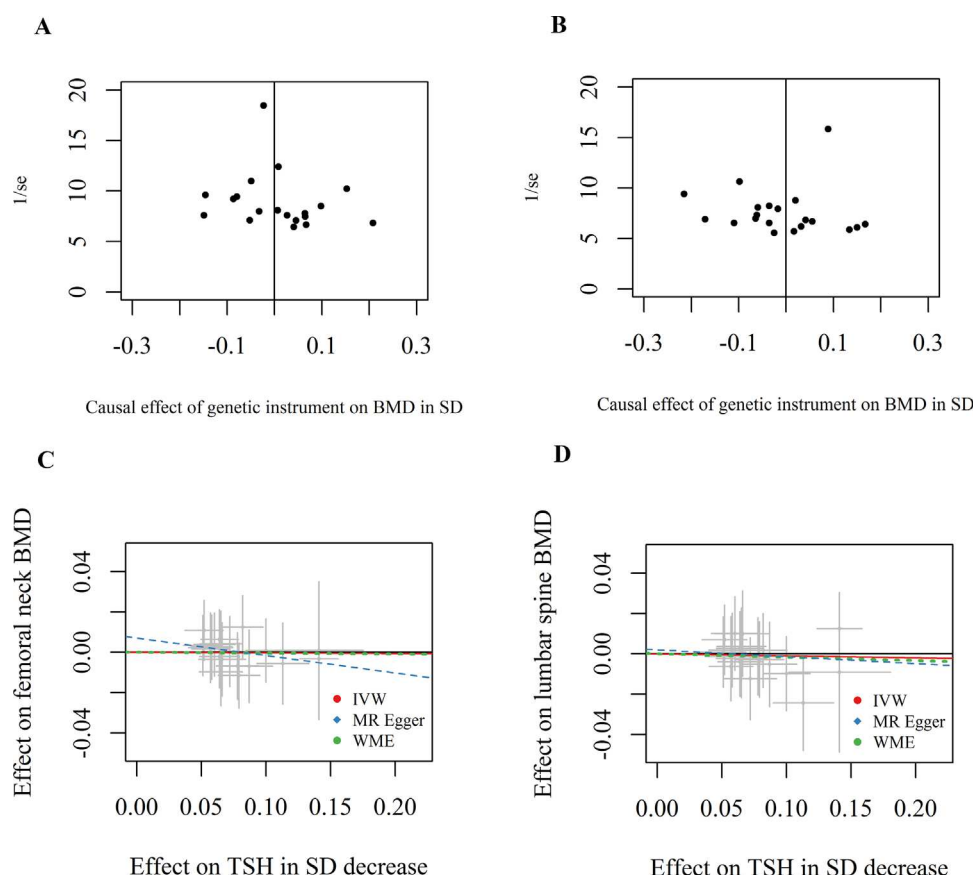 A
20
15
10
5
0
1/se
-0.3
-0.1
0.1
0.3
Causal effect of genetic instrument on BMD in SD
B
20
15
10
5
0
1/se
-0.3
-0.1
0.1
0.3
Causal effect of genetic instrument on BMD in SD
C
Effect on femoral neck BMD
0.04
0.00
-0.04
IVW
MR Egger
WME
0.00
0.05
0.10
0.15
0.20
Effect on TSH in SD decrease
D
Effect on lumbar spine BMD
0.04
0.00
-0.04
IVW
MR Egger
WME
0.00
0.05
0.10
0.15
0.20
Effect on TSH in SD decrease